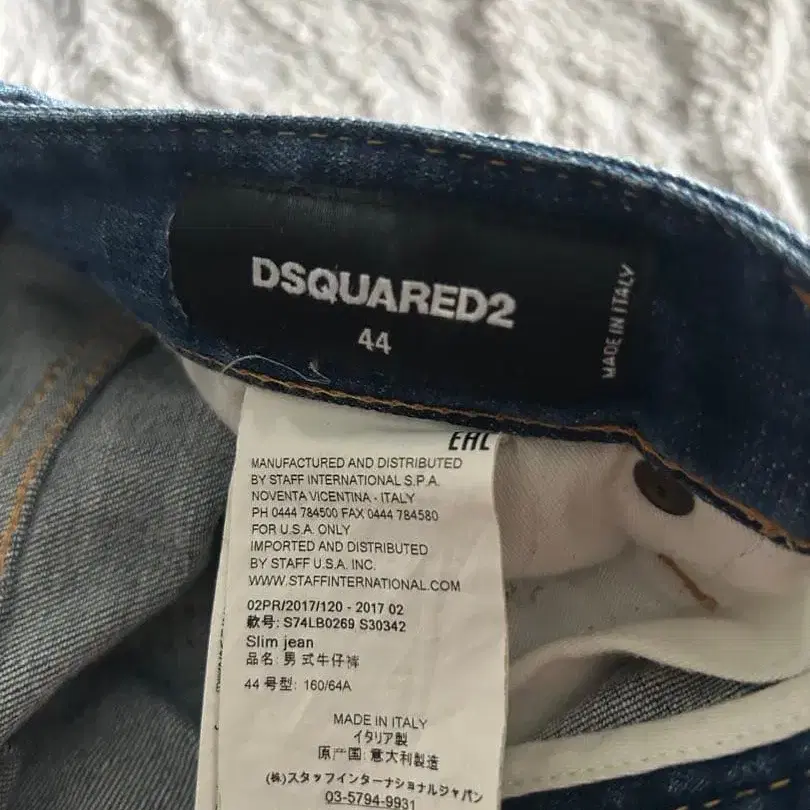 DSQUARED2
44
MADE IN ITALY
EAC
MANUFACTURED AND DISTRIBUTED
BY STAFF INTERNATIONAL S.P.A.
NOVENTA VICENTINA - ITALY
PH 0444 784500 FAX 0444 784580
FOR U.S.A. ONLY
IMPORTED AND DISTRIBUTED
BY STAFF U.S.A. INC.
WWW.STAFFINTERNATIONAL.COM
02PR/2017/120 - 2017 02
款号: S74LB0269 S30342
Slim jean
品名: 男式牛仔裤
44 号型: 160/64A
MADE IN ITALY
イタリア製
原产国: 意大利製造
(株)スタッフインターナショナルジャパン
03-5794-9931